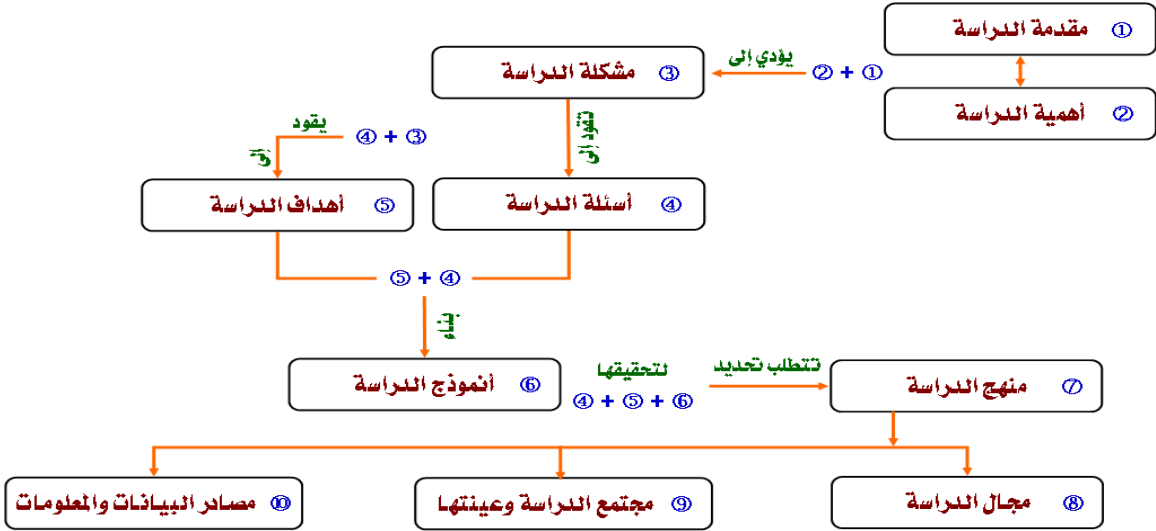 ① مقدمة الدراسة
② أهمية الدراسة
① + ②
يؤدي إلى
③ مشكلة الدراسة
تقود إلى
③ + ④
يقود
إلى
④ أسئلة الدراسة
⑤ أهداف الدراسة
④ + ⑤
بناء
⑥ أنموذج الدراسة
لتحقيقها
④ + ⑤ + ⑥
تتطلب تحديد
⑦ منهج الدراسة
⑧ مجال الدراسة
⑨ مجتمع الدراسة وعينتها
⑩ مصادر البيانات والمعلومات